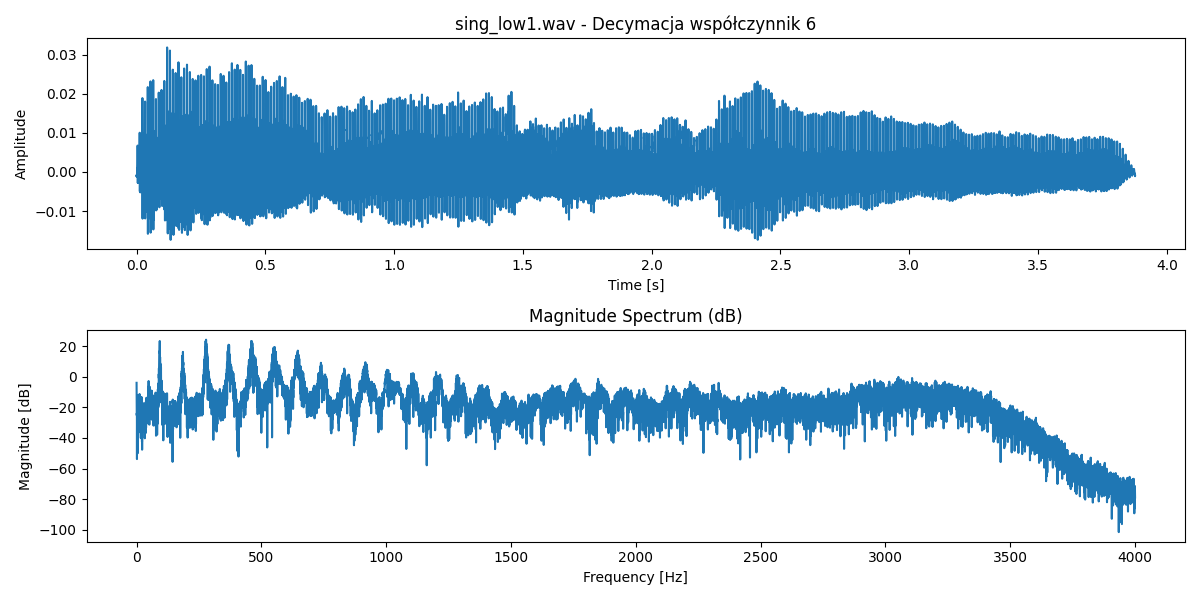 sing_low1.wav - Decymacja współczynnik 6
Amplitude
0.03
0.02
0.01
0.00
−0.01
0.0 0.5 1.0 1.5 2.0 2.5 3.0 3.5 4.0
Time [s]
Magnitude Spectrum (dB)
Magnitude [dB]
20
0
−20
−40
−60
−80
−100
0 500 1000 1500 2000 2500 3000 3500 4000
Frequency [Hz]